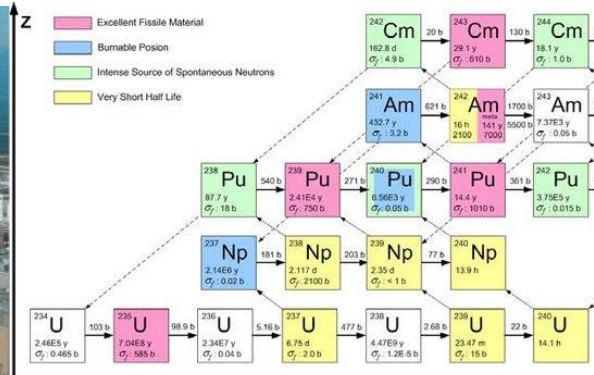 Z
Excellent Fissile Material
Burnable Posion
Intense Source of Spontaneous Neutrons
Very Short Half Life
242 Cm
162.8 d
σf : 4.9 b
20 b
243 Cm
29.1 y
σf : 610 b
130 b
244 Cm
18.1 y
σf : 1.0 b
241 Am
432.7 y
σf : 3.2 b
621 b
242 Am
meta
16 h 141 y
2100 7000
1700 b
5500 b
243 Am
7.37E3 y
σf : 0.05 b
238 Pu
87.7 y
σf : 18 b
540 b
239 Pu
2.41E4 y
σf : 750 b
271 b
240 Pu
6.56E3 y
σf : 0.05 b
290 b
241 Pu
14.4 y
σf : 1010 b
361 b
242 Pu
3.75E5 y
σf : 0.015 b
237 Np
2.14E6 y
σf : 0.02 b
181 b
238 Np
2.117 d
σf : 2100 b
203 b
239 Np
2.35 d
σf : < 1 b
77 b
240 Np
13.9 h
234 U
2.46E5 y
σf : 0.465 b
103 b
235 U
7.04E8 y
σf : 585 b
98.9 b
236 U
2.34E7 y
σf : 0.04 b
5.16 b
237 U
6.75 d
σf : 2.0 b
477 b
238 U
4.47E9 y
σf : 1.2E-5 b
2.68 b
239 U
23.47 m
σf : 15 b
22 b
240 U
14.1 h